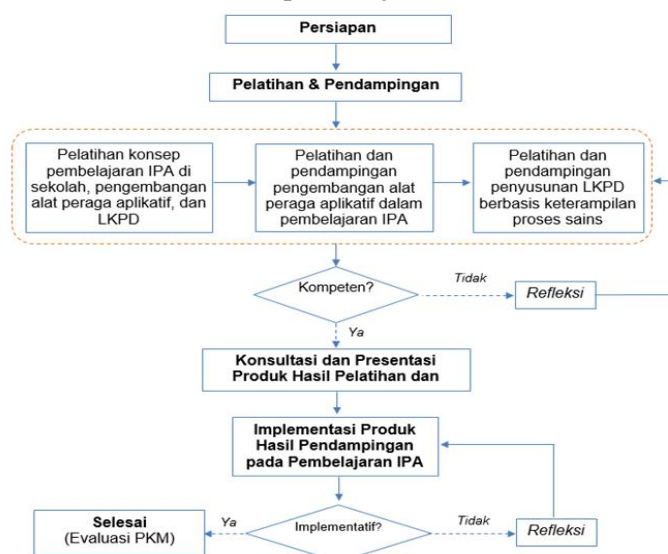 Persiapan
Pelatihan & Pendampingan
Pelatihan konsep
pembelajaran IPA di
sekolah, pengembangan
alat peraga aplikatif, dan
LKPD
Pelatihan dan
pendampingan
pengembangan alat
peraga aplikatif dalam
pembelajaran IPA
Pelatihan dan
pendampingan
penyusunan LKPD
berbasis keterampilan
proses sains
Kompeten?
Tidak
Refleksi
Ya
Konsultasi dan Presentasi
Produk Hasil Pelatihan dan
Implementasi Produk
Hasil Pendampingan
pada Pembelajaran IPA
Selesai
(Evaluasi PKM)
Ya
Implementatif?
Tidak
Refleksi